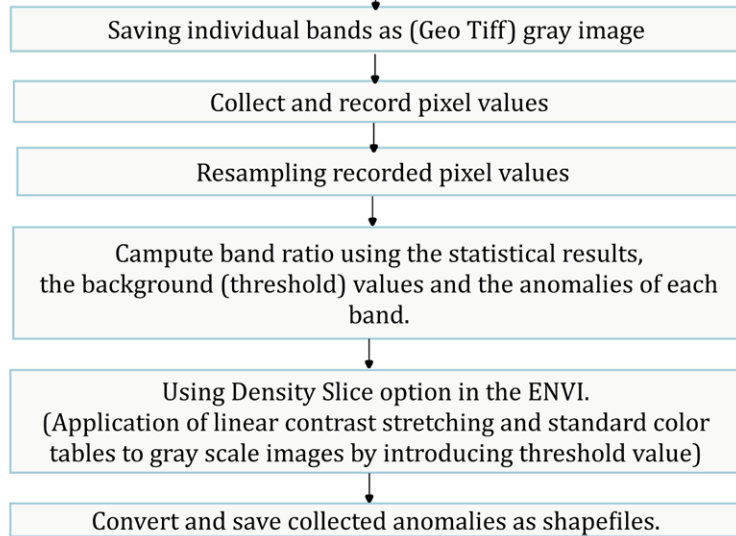 Saving individual bands as (Geo Tiff) gray image
Collect and record pixel values
Resampling recorded pixel values
Campute band ratio using the statistical results,
the background (threshold) values and the anomalies of each
band.
Using Density Slice option in the ENVI.
(Application of linear contrast stretching and standard color
tables to gray scale images by introducing threshold value)
Convert and save collected anomalies as shapefiles.